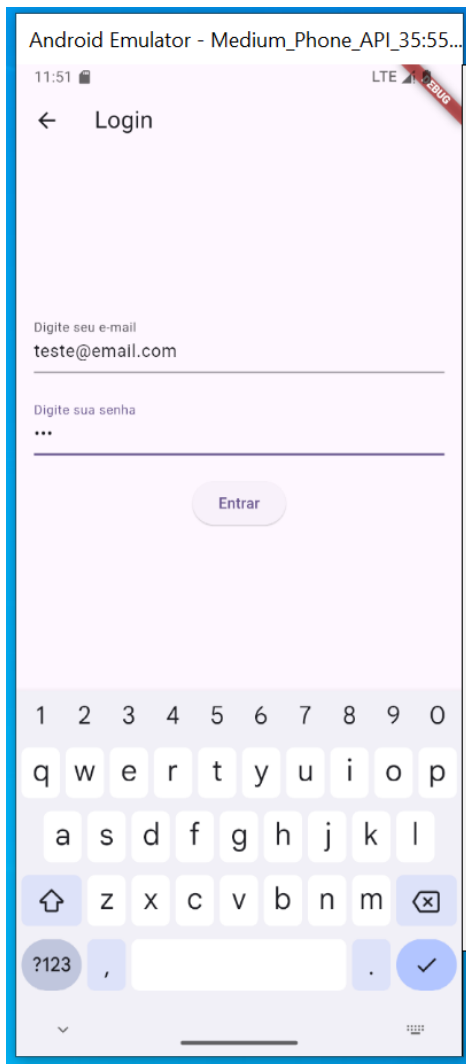 Android Emulator - Medium_Phone_API_35:55...
11:51 LTE
Login
Digite seu e-mail
teste@email.com
Digite sua senha
•••
Entrar
1 2 3 4 5 6 7 8 9 0
q w e r t y u i o p
a s d f g h j k l
z x c v b n m
?123 , .